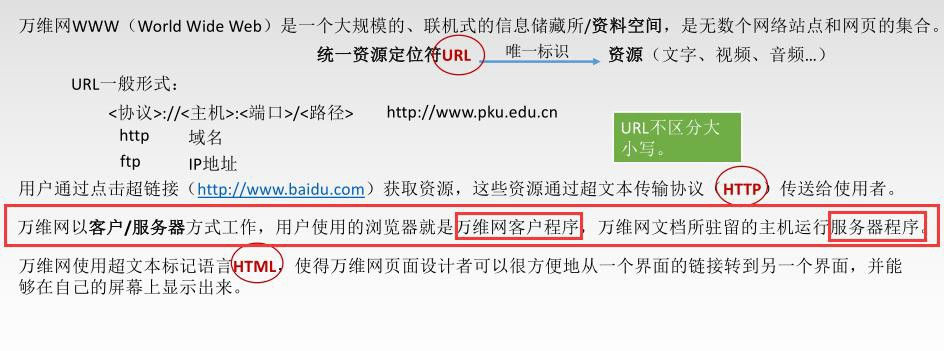 万维网WWW（World Wide Web）是一个大规模的、联机式的信息储藏所/资料空间，是无数个网络站点和网页的集合。
统一资源定位符URL 唯一标识 资源（文字、视频、音频…）
URL一般形式：
<协议>://<主机>:<端口>/<路径> http://www.pku.edu.cn
http 域名
ftp IP地址
URL不区分大
小写。
用户通过点击超链接（http://www.baidu.com）获取资源，这些资源通过超文本传输协议（HTTP）传送给使用者。
万维网以客户/服务器方式工作，用户使用的浏览器就是万维网客户程序，万维网文档所驻留的主机运行服务器程序。
万维网使用超文本标记语言HTML，使得万维网页面设计者可以很方便地从一个界面的链接转到另一个界面，并能
够在自己的屏幕上显示出来。